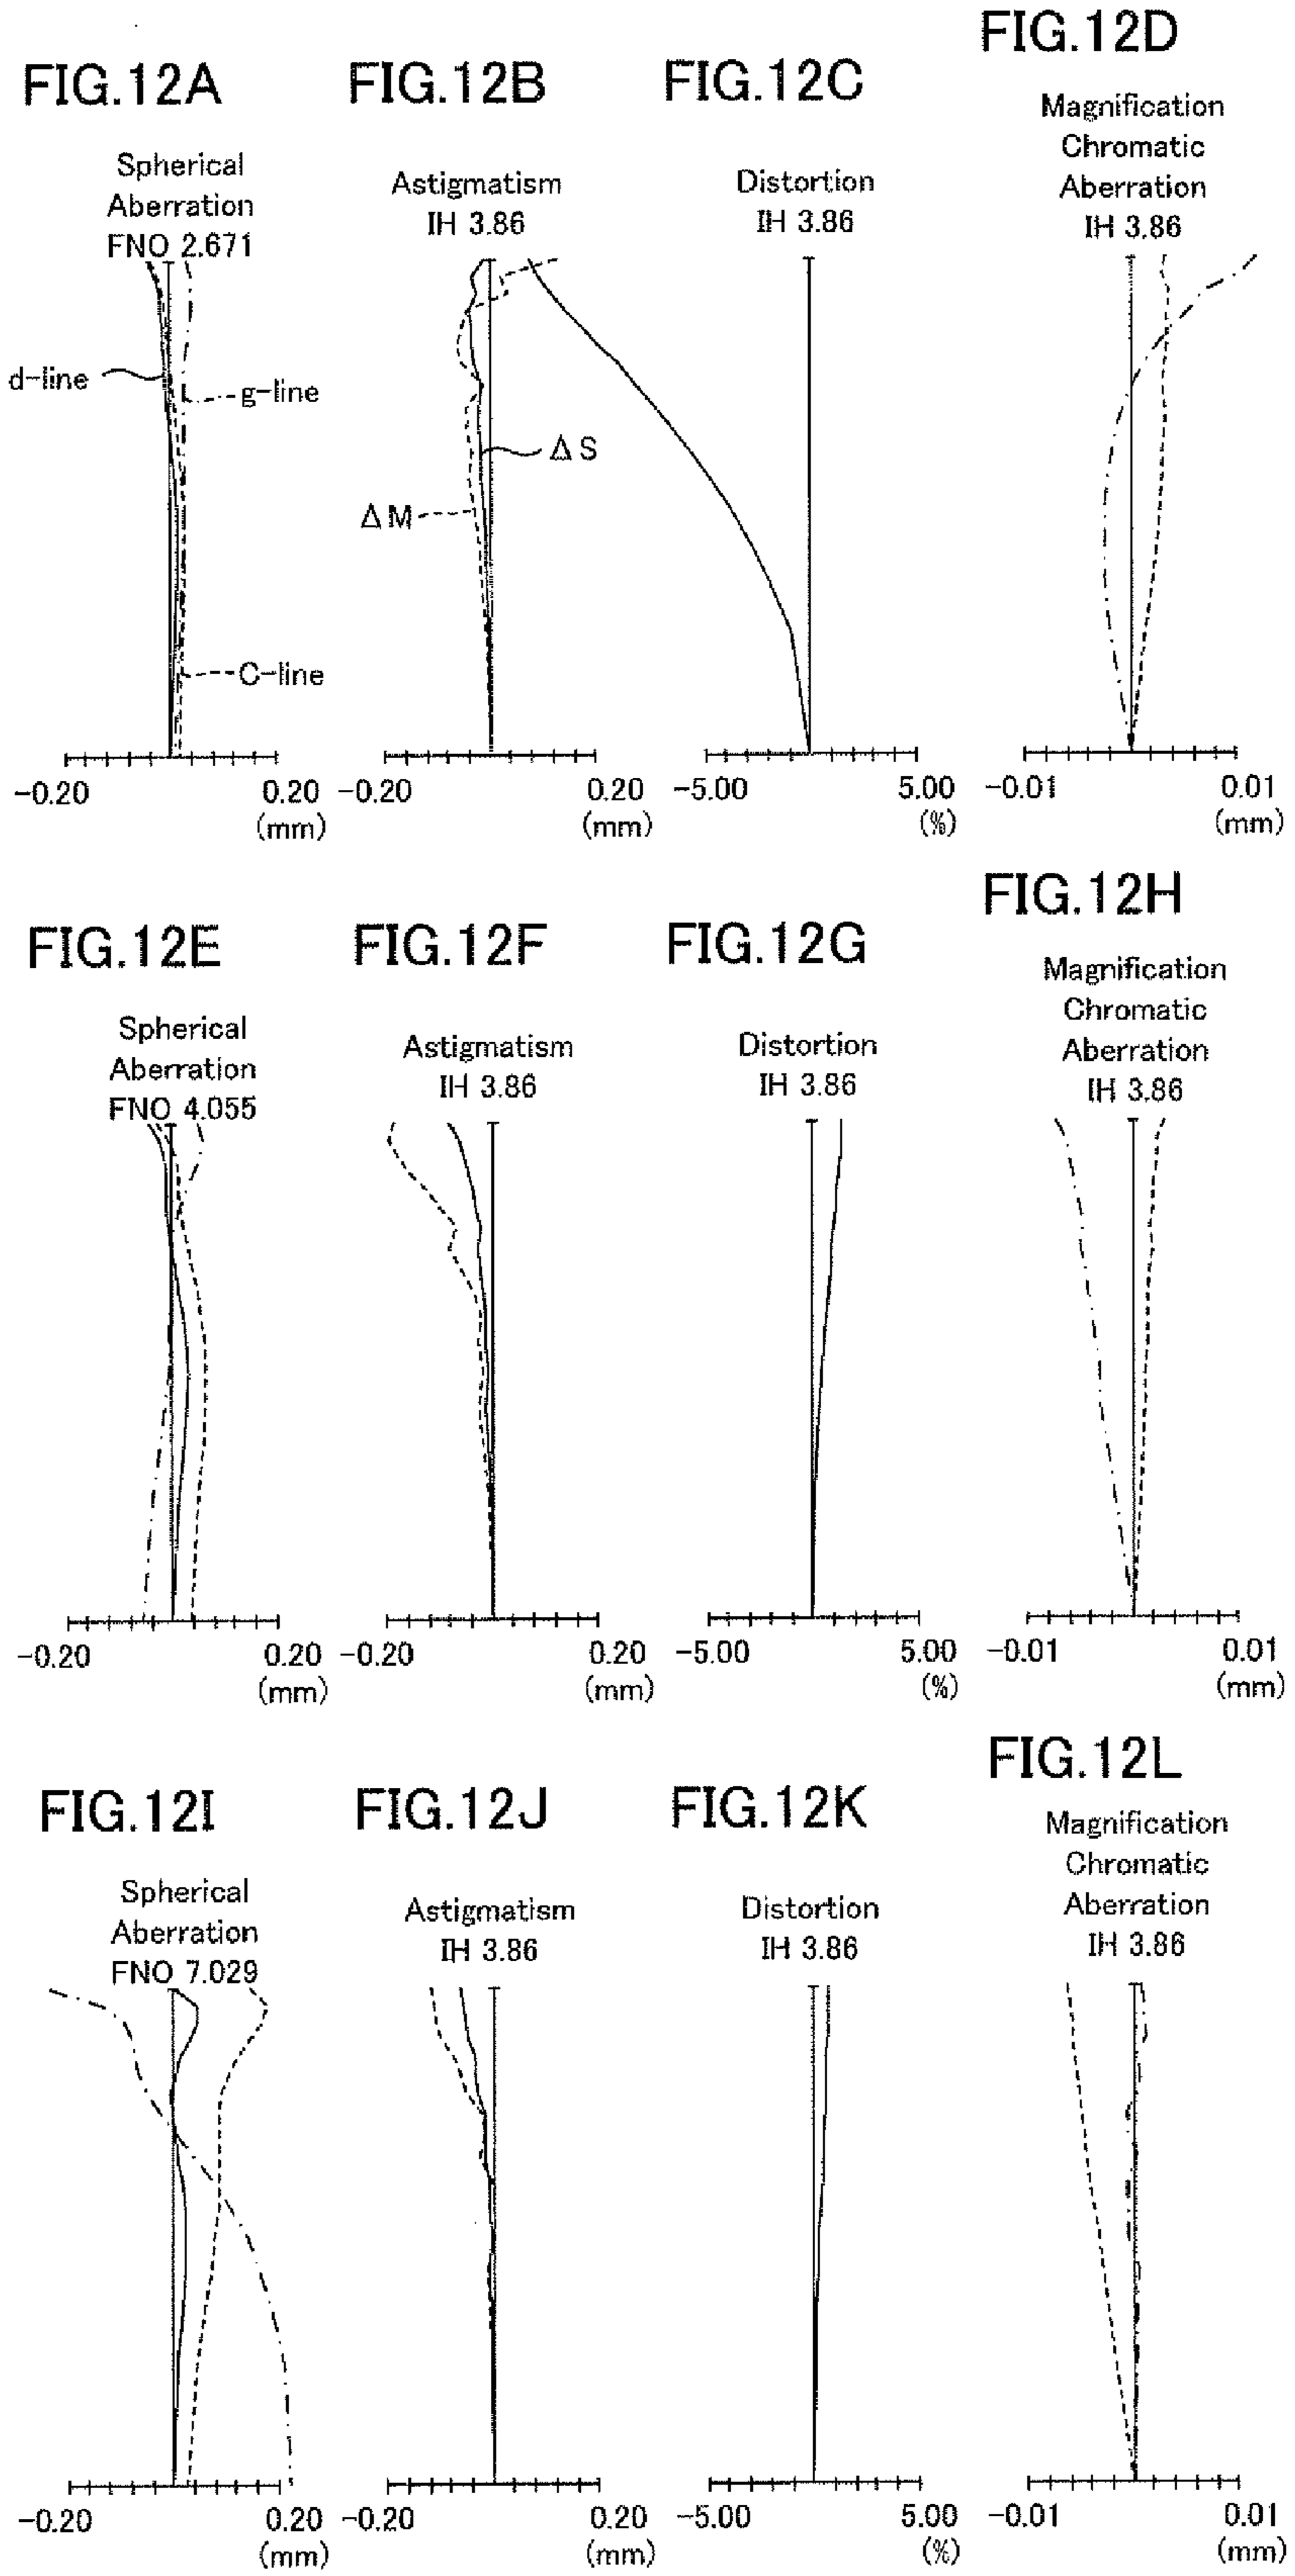 FIG.12A
Spherical
Aberration
FNO 2.671
d-line
g-line
C-line
-0.20
0.20
(mm)
FIG.12B
Astigmatism
IH 3.86
ΔS
ΔM
-0.20
0.20
(mm)
FIG.12C
Distortion
IH 3.86
-5.00
5.00
(%)
FIG.12D
Magnification
Chromatic
Aberration
IH 3.86
-0.01
0.01
(mm)
FIG.12E
Spherical
Aberration
FNO 4.055
-0.20
0.20
(mm)
FIG.12F
Astigmatism
IH 3.86
-0.20
0.20
(mm)
FIG.12G
Distortion
IH 3.86
-5.00
5.00
(%)
FIG.12H
Magnification
Chromatic
Aberration
IH 3.86
-0.01
0.01
(mm)
FIG.12I
Spherical
Aberration
FNO 7.029
-0.20
0.20
(mm)
FIG.12J
Astigmatism
IH 3.86
-0.20
0.20
(mm)
FIG.12K
Distortion
IH 3.86
-5.00
5.00
(%)
FIG.12L
Magnification
Chromatic
Aberration
IH 3.86
-0.01
0.01
(mm)